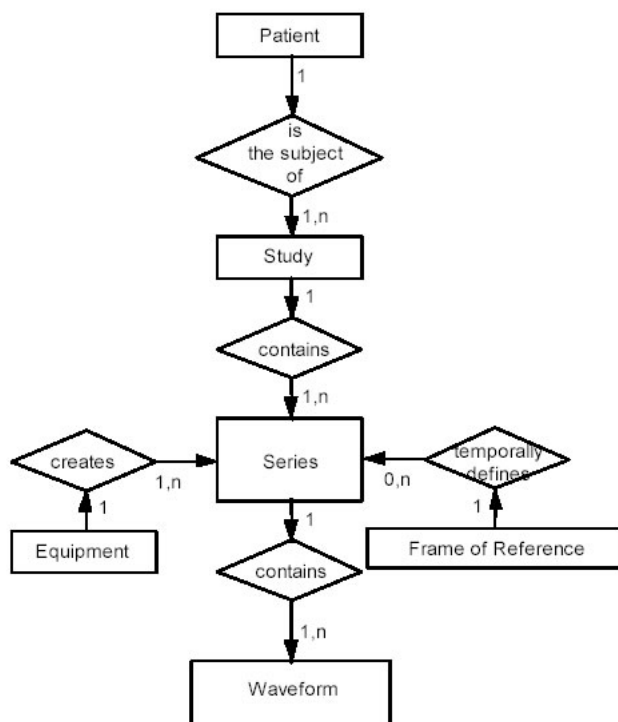 Patient
1
is
the subject
of
1,n
Study
1
contains
1,n
creates
1,n
Series
temporally
defines
0,n
1
1
1
Equipment
Frame of Reference
contains
1,n
Waveform